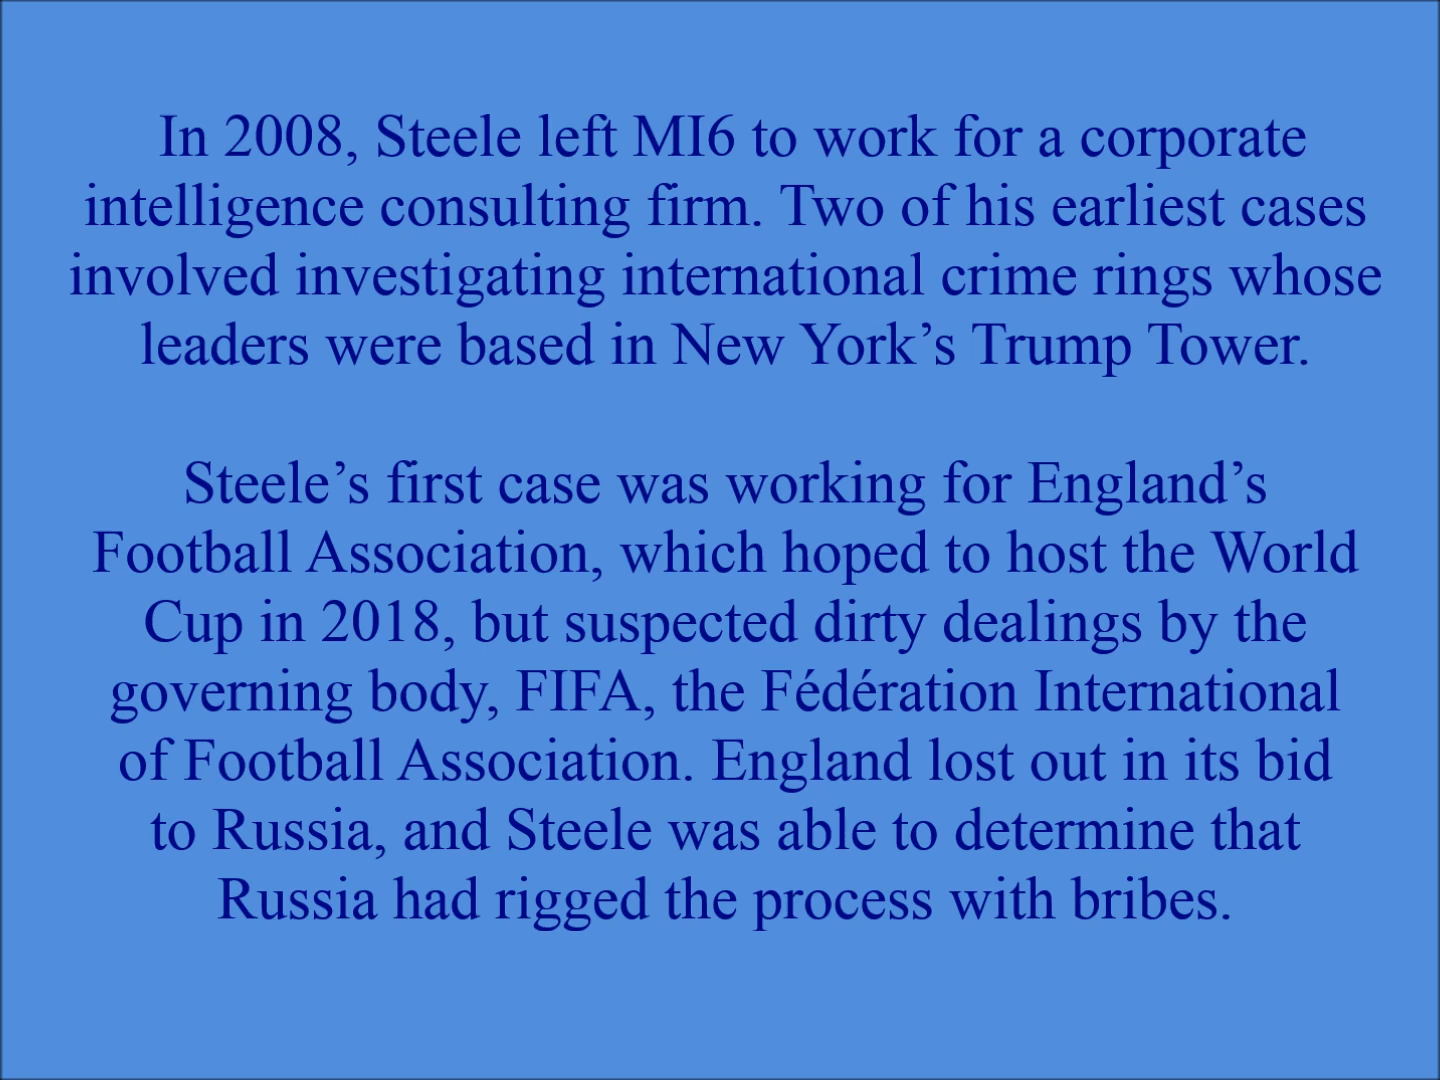 In 2008, Steele left MI6 to work for a corporate
intelligence consulting firm. Two of his earliest cases
involved investigating international crime rings whose
leaders were based in New York’s Trump Tower.
Steele’s first case was working for England’s
Football Association, which hoped to host the World
Cup in 2018, but suspected dirty dealings by the
governing body, FIFA, the Fédération International
of Football Association. England lost out in its bid
to Russia, and Steele was able to determine that
Russia had rigged the process with bribes.